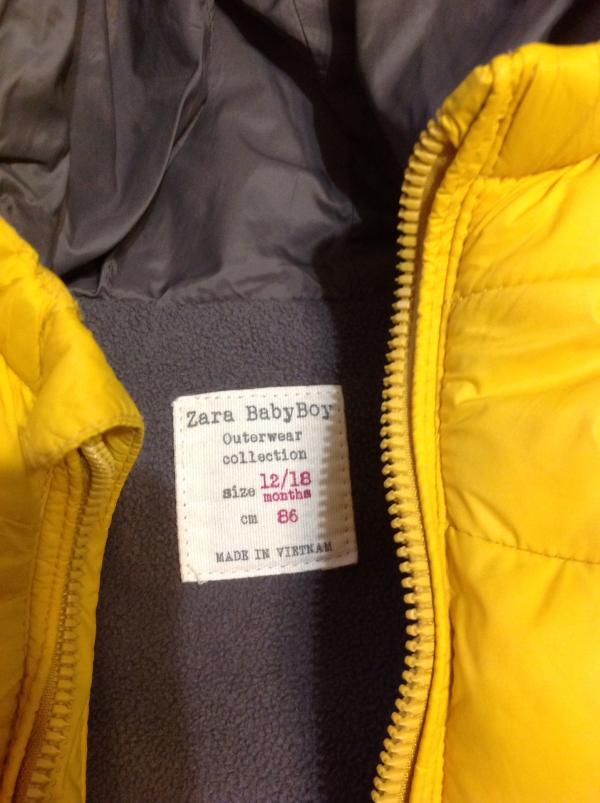 Zara BabyBoy
Outerwear
collection
size 12/18
months
cm 86
MADE IN VIETNAM